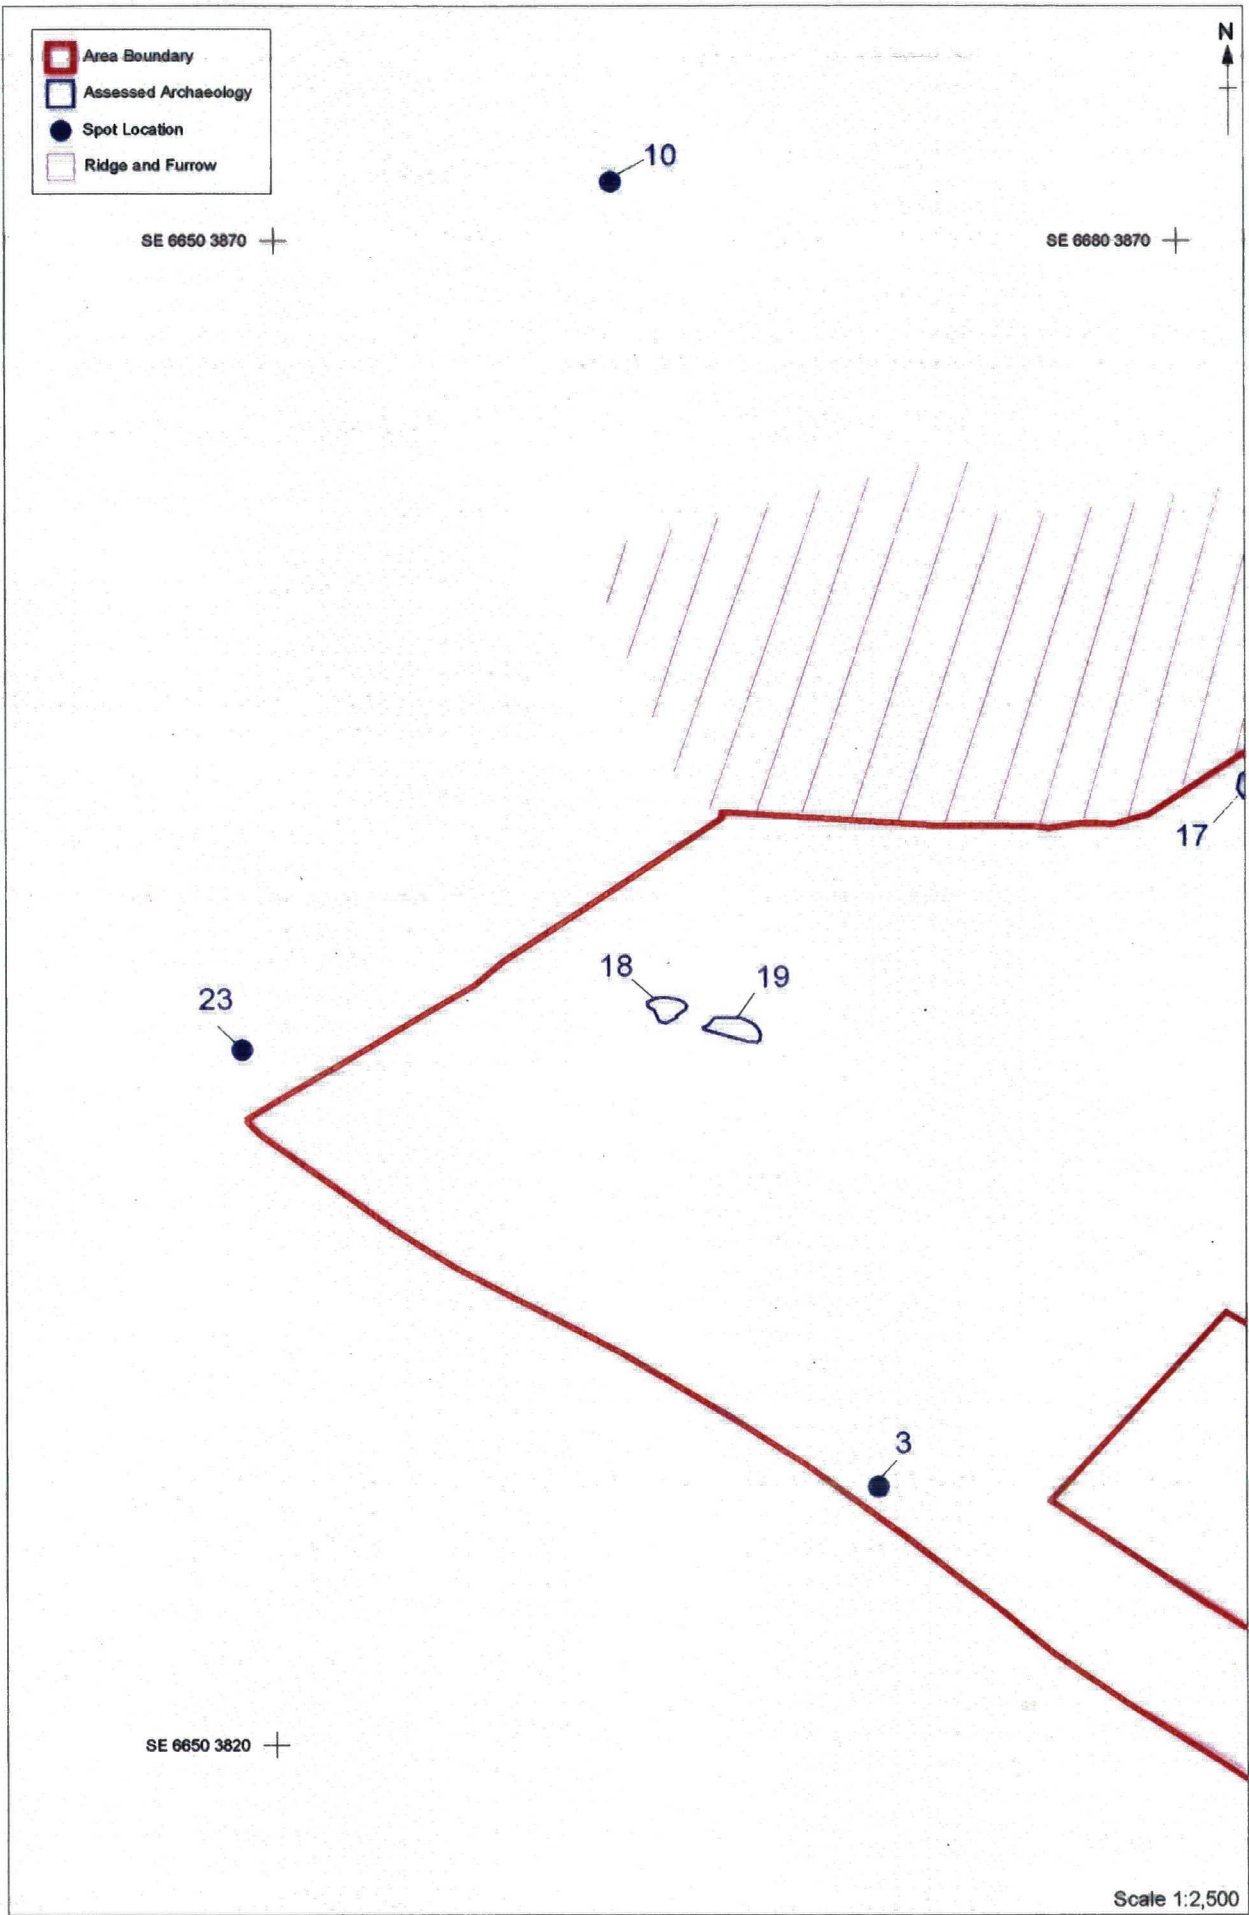 Area Boundary
Assessed Archaeology
Spot Location
Ridge and Furrow
N
10
SE 6650 3870
SE 6680 3870
17
18
19
23
3
SE 6650 3820
Scale 1:2,500